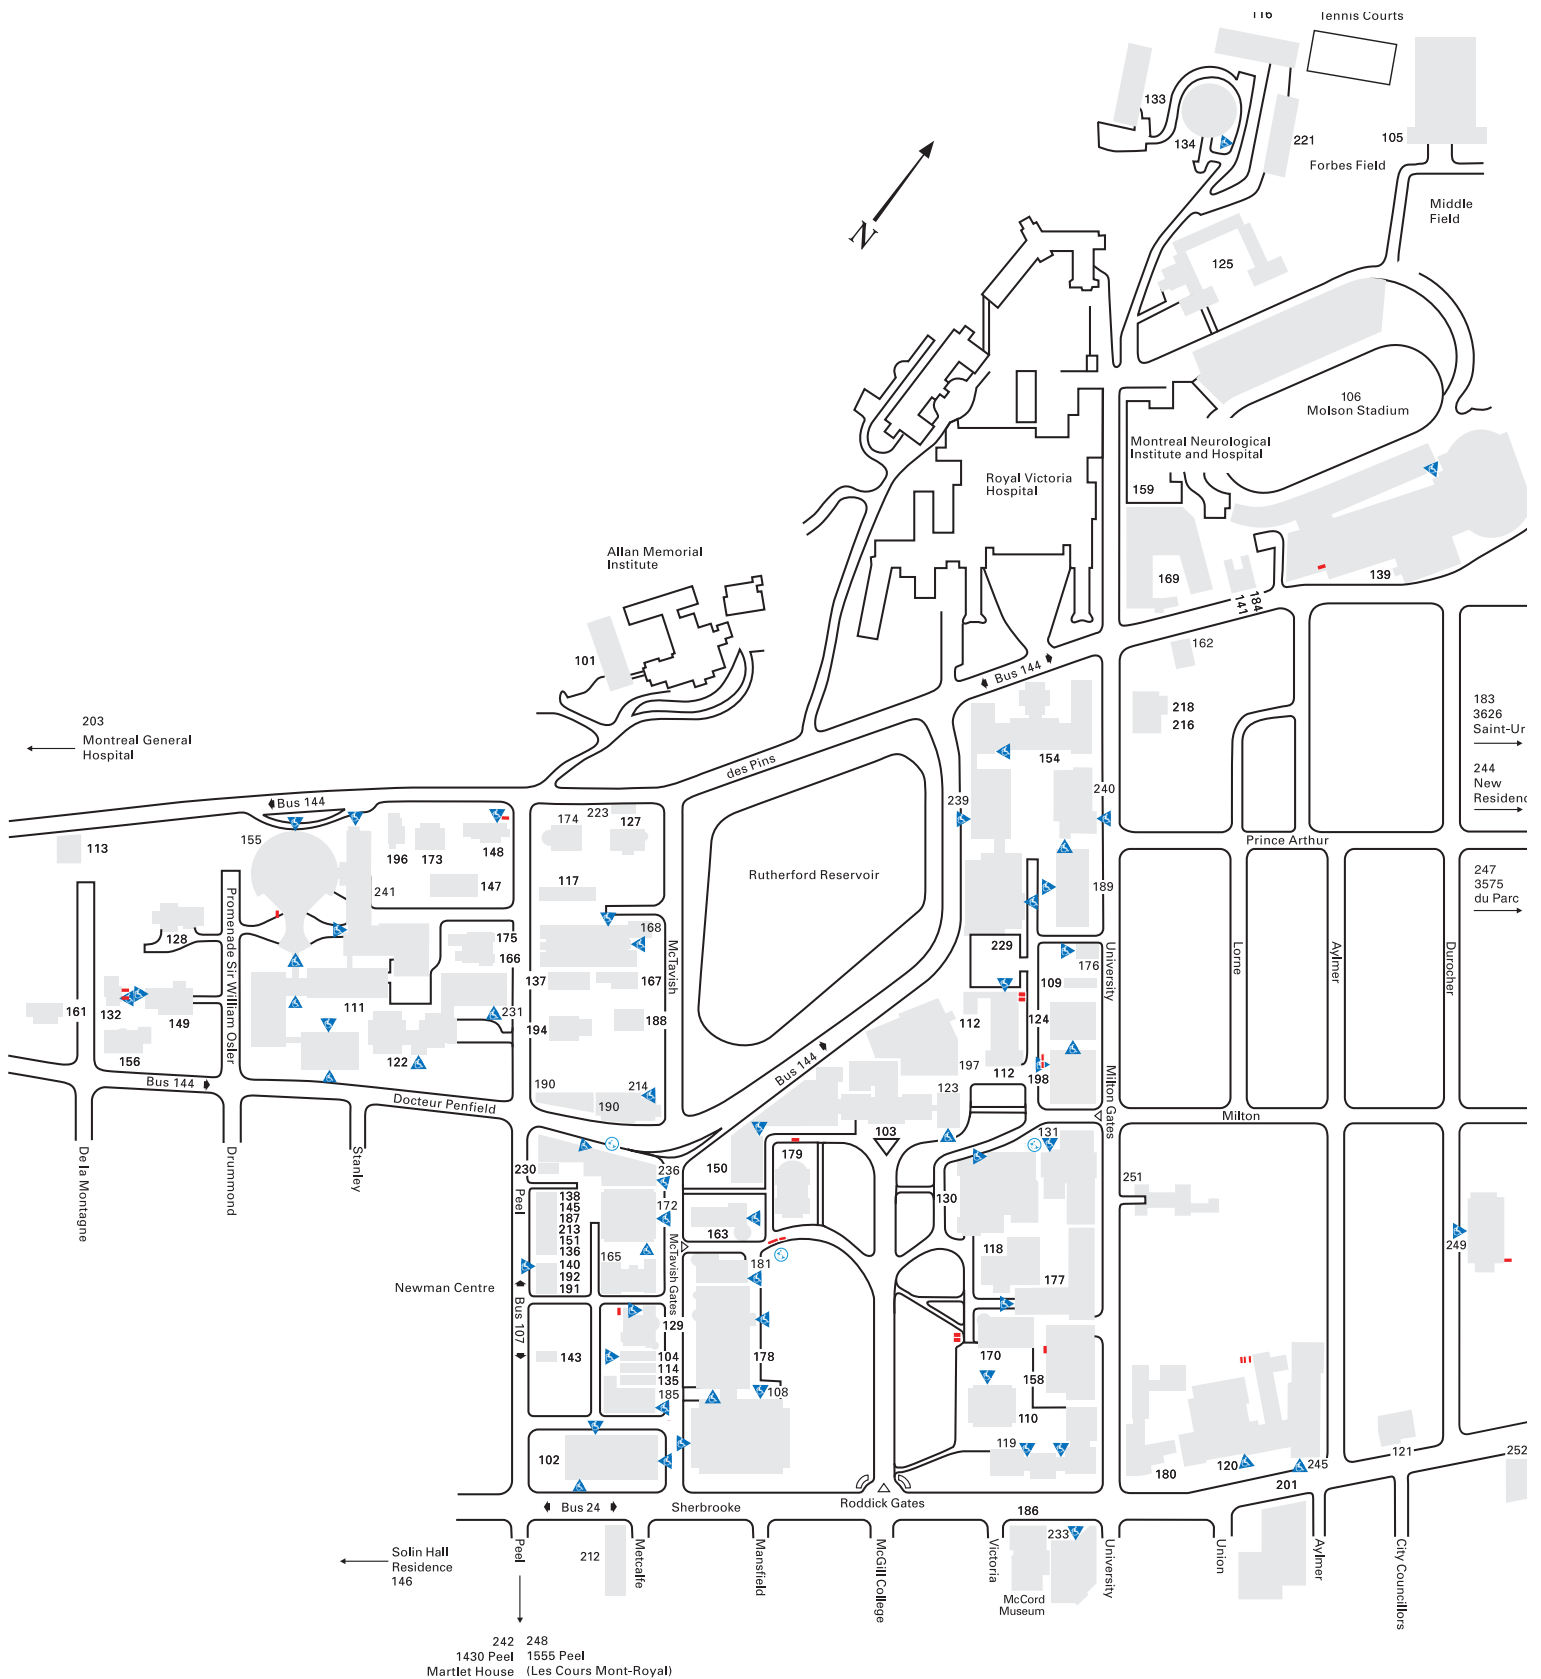 116
Tennis Courts
133
134
221
105
Forbes Field
Middle
Field
N
125
106
Molson Stadium
Montreal Neurological
Institute and Hospital
159
Royal Victoria
Hospital
Allan Memorial
Institute
169
139
141
184
101
162
Bus 144
218
216
183
3626
203
Montreal General
Hospital
154
des Pins
244
New
239
240
Bus 144
223
174
127
155
113
196
173
148
Prince Arthur
Rutherford Reservoir
247
3575
du Parc
117
147
241
189
Promenade Sir William Osler
128
168
175
166
McTavish
229
176
University
Lorne
Aylmer
Durocher
137
167
109
161
132
149
111
231
194
188
112
124
156
122
Bus 144
197
112
198
Bus 144
190
214
190
123
Docteur Penfield
Milton Gates
Milton
De la Montagne
Drummond
Stanley
103
131
230
236
150
179
251
Peel
138
145
187
213
151
136
140
192
191
172
130
163
165
McTavish Gates
118
249
181
177
Newman Centre
Bus 107
129
143
104
114
135
185
178
108
170
158
110
102
119
180
120
245
121
252
201
Bus 24
Sherbrooke
Roddick Gates
186
233
212
Solin Hall
Residence
146
Peel
Metcalfe
Mansfield
McGill College
Victoria
University
Union
Aylmer
City Councillors
McCord
Museum
242
1430 Peel
Martlet House
248
1555 Peel
(Les Cours Mont-Royal)